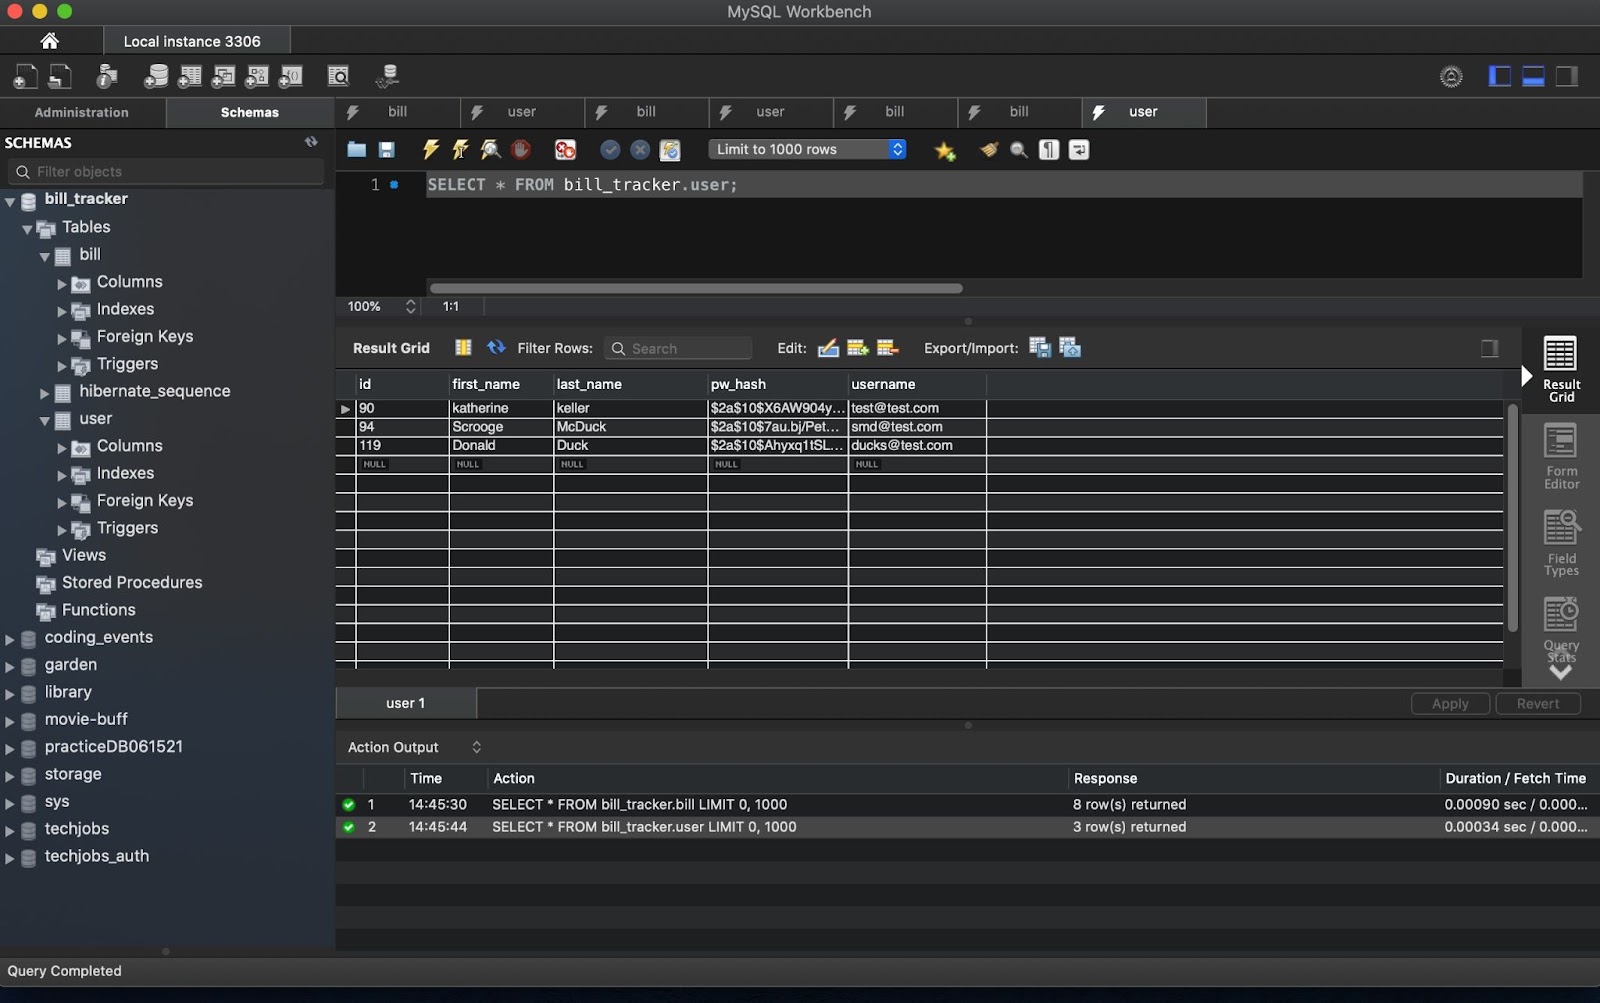 MySQL Workbench
Local instance 3306
Administration Schemas
bill user bill user bill bill user
SCHEMAS
Filter objects
Limit to 1000 rows
1 SELECT * FROM bill_tracker.user;
100% 1:1
bill_tracker
Tables
bill
Columns
Indexes
Foreign Keys
Triggers
hibernate_sequence
user
Columns
Indexes
Foreign Keys
Triggers
Views
Stored Procedures
Functions
coding_events
garden
library
movie-buff
practiceDB061521
storage
sys
techjobs
techjobs_auth
Result Grid Filter Rows: Search Edit: Export/Import:
id first_name last_name pw_hash username
90 katherine keller $2a$10$X6AW904y... test@test.com
94 Scrooge McDuck $2a$10$7au.bj/Pet... smd@test.com
119 Donald Duck $2a$10$Ahyxq1tSL... ducks@test.com
NULL NULL NULL NULL NULL
Result
Grid
Form
Editor
Field
Types
Query
Stats
user 1 Apply Revert
Action Output
Time Action Response Duration / Fetch Time
1 14:45:30 SELECT * FROM bill_tracker.bill LIMIT 0, 1000 8 row(s) returned 0.00090 sec / 0.000...
2 14:45:44 SELECT * FROM bill_tracker.user LIMIT 0, 1000 3 row(s) returned 0.00034 sec / 0.000...
Query Completed